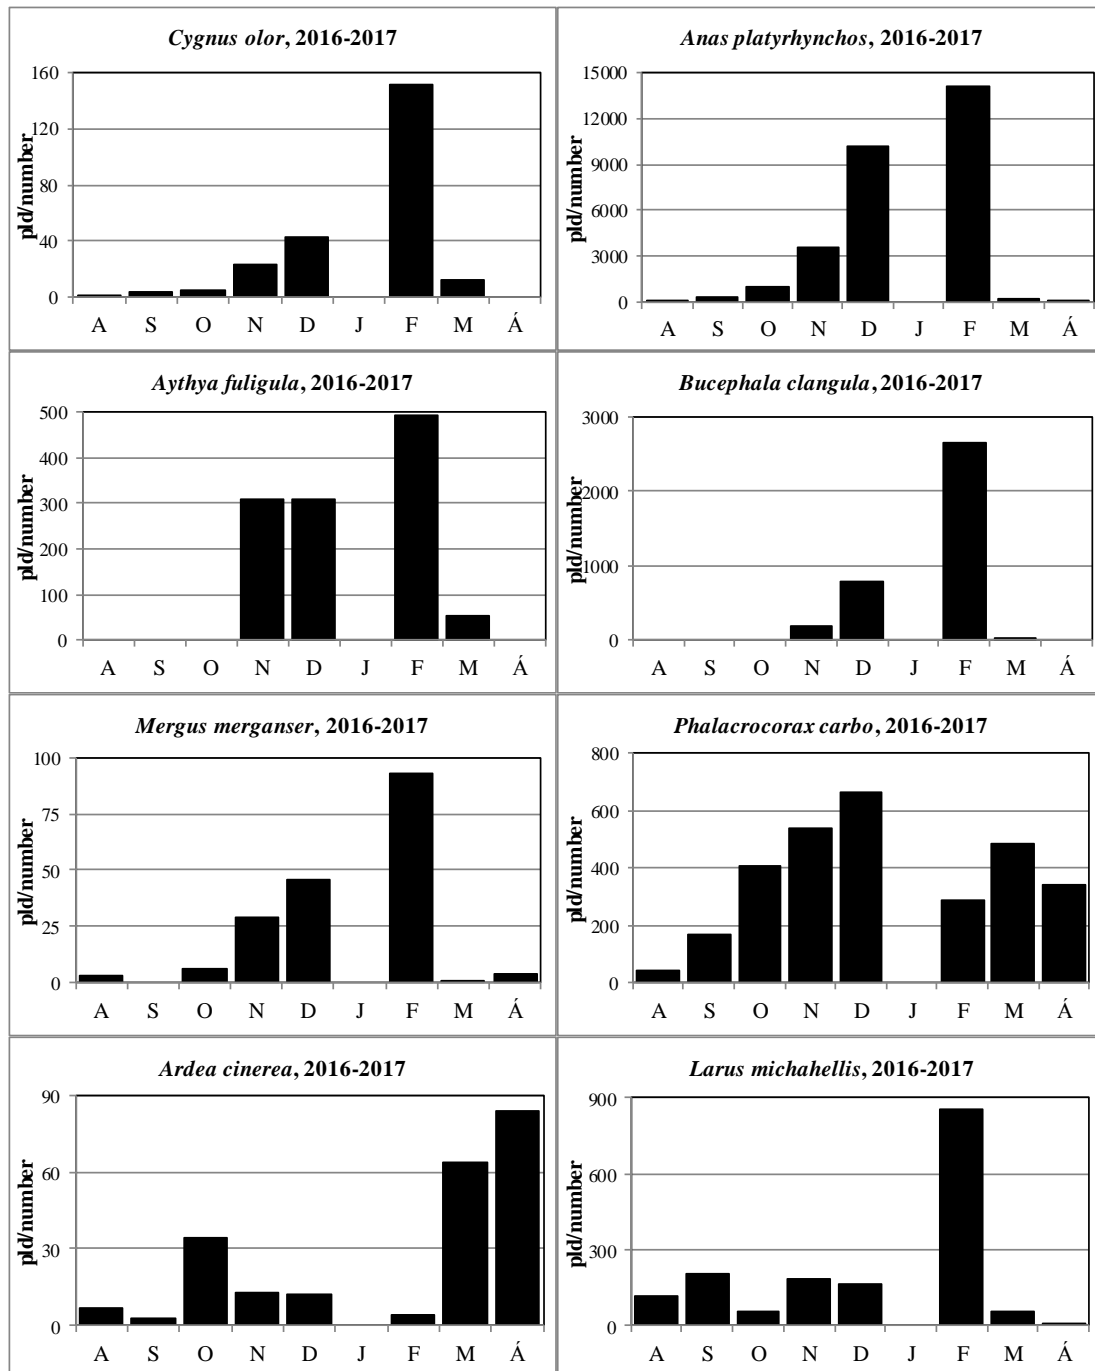 Cygnus olor, 2016-2017
pld/number
160
120
80
40
0
A S O N D J F M Á
Anas platyrhynchos, 2016-2017
pld/number
15000
12000
9000
6000
3000
0
A S O N D J F M Á
Aythya fuligula, 2016-2017
pld/number
500
400
300
200
100
0
A S O N D J F M Á
Bucephala clangula, 2016-2017
pld/number
3000
2000
1000
0
A S O N D J F M Á
Mergus merganser, 2016-2017
pld/number
100
75
50
25
0
A S O N D J F M Á
Phalacrocorax carbo, 2016-2017
pld/number
800
600
400
200
0
A S O N D J F M Á
Ardea cinerea, 2016-2017
pld/number
90
60
30
0
A S O N D J F M Á
Larus michahellis, 2016-2017
pld/number
900
600
300
0
A S O N D J F M Á